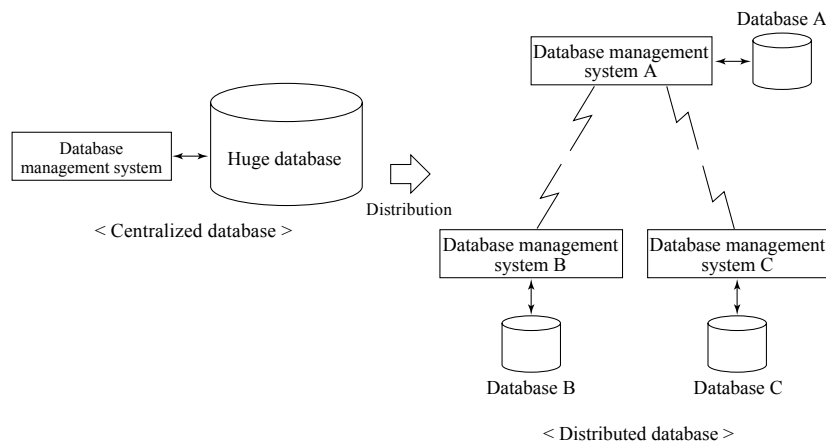 Database
management system
Huge database
< Centralized database >
Distribution
Database A
Database management
system A
Database management
system B
Database management
system C
Database B
Database C
< Distributed database >